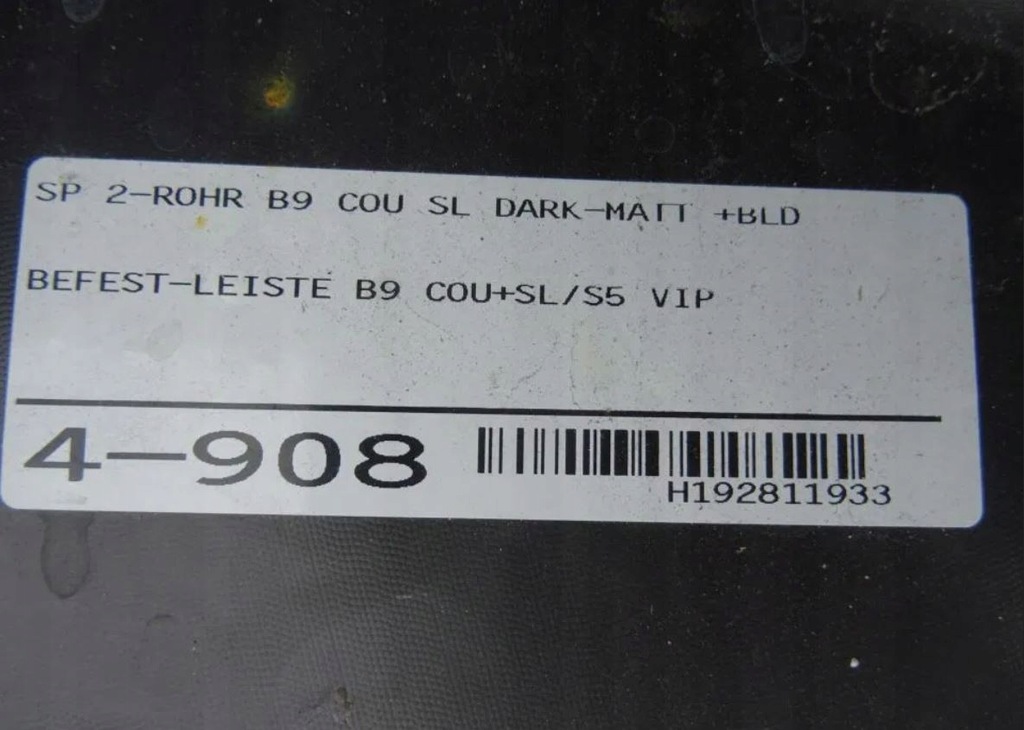 SP 2-ROHR B9 COU SL DARK-MATT +BLD
BEFEST-LEISTE B9 COU+SL/S5 VIP
4-908
H192811933